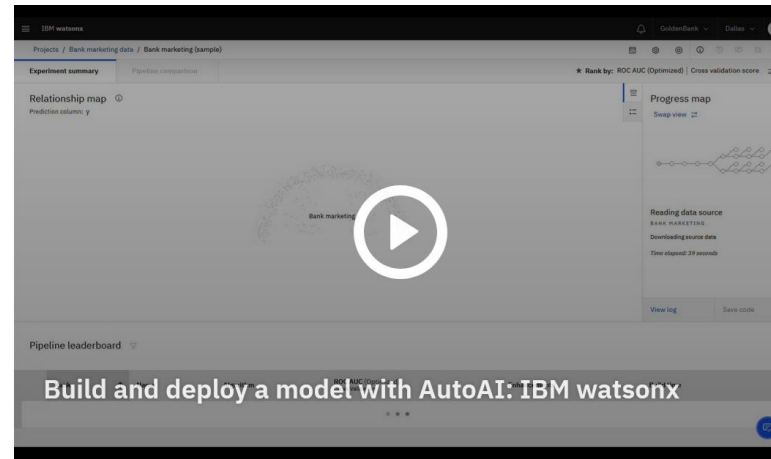 IBM watsonx
GoldenBank
Dallas
Projects / Bank marketing data / Bank marketing (sample)
Experiment summary
Pipeline comparison
Rank by: ROC AUC (Optimized) | Cross validation score
Relationship map
Prediction column: y
Progress map
Swap view
Bank marketing
Reading data source
BANK MARKETING
Downloading source data
Time elapsed: 39 seconds
View log
Save code
Pipeline leaderboard
Build and deploy a model with AutoAI: IBM watsonx